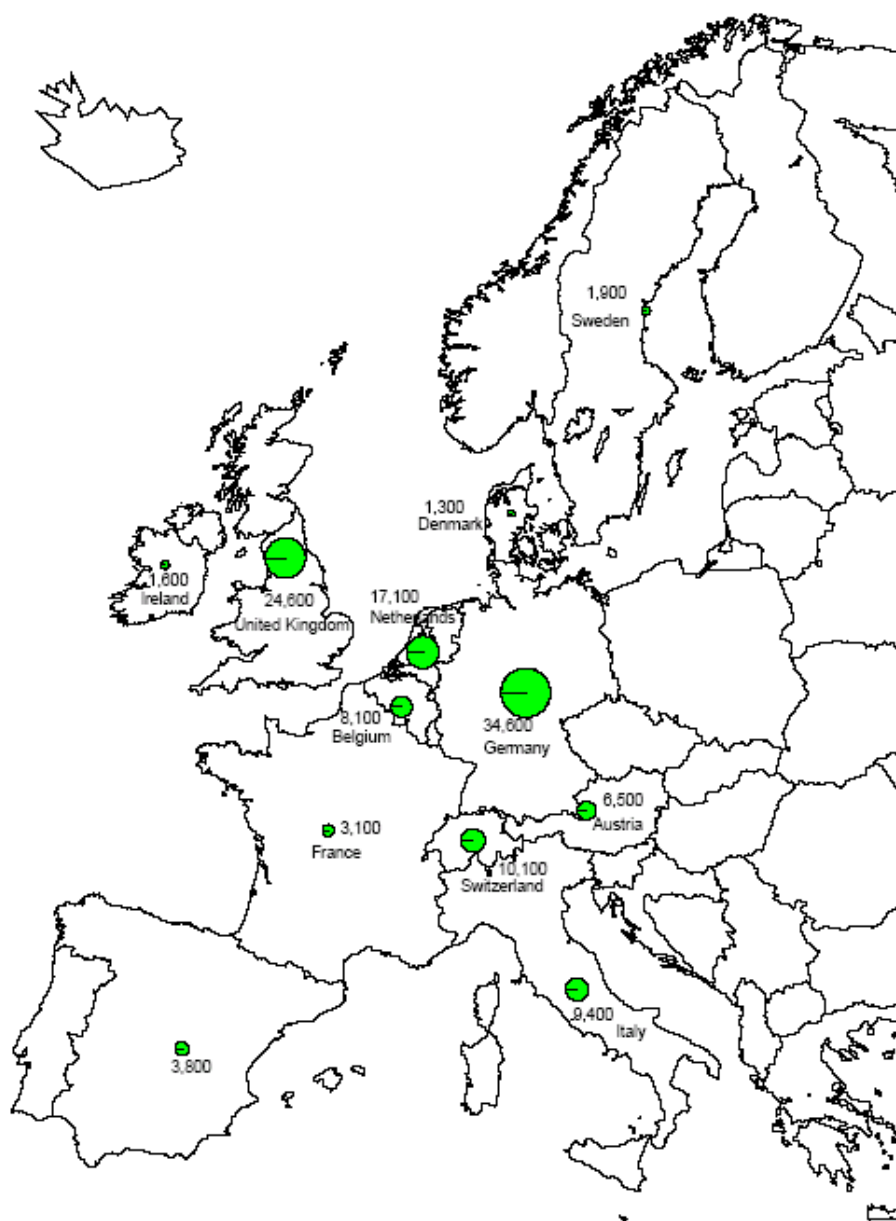 1,900
Sweden
1,300
Denmark
1,600
Ireland
24,600
United Kingdom
17,100
Netherlands
8,100
Belgium
34,600
Germany
6,500
Austria
3,100
France
10,100
Switzerland
9,400
Italy
3,800